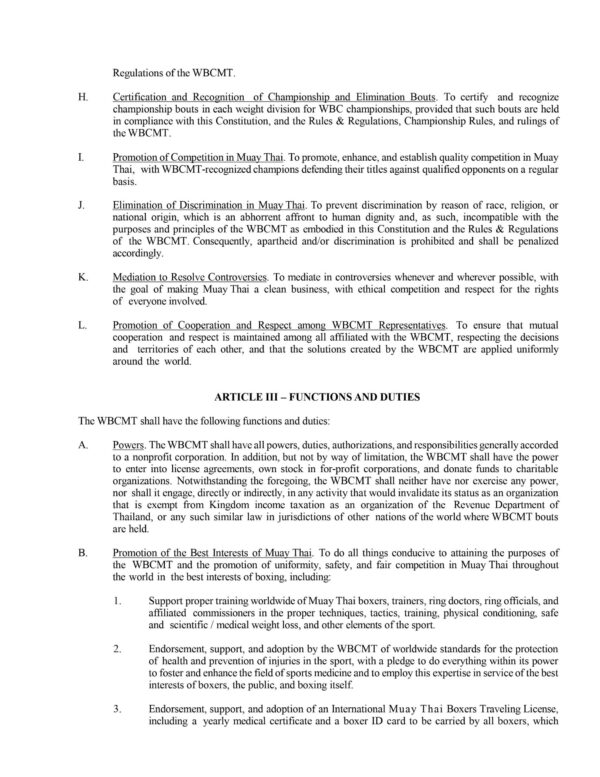 Regulations of the WBCMT.
H. Certification and Recognition of Championship and Elimination Bouts. To certify and recognize
championship bouts in each weight division for WBC championships, provided that such bouts are held
in compliance with this Constitution, and the Rules & Regulations, Championship Rules, and rulings of
the WBCMT.
I. Promotion of Competition in Muay Thai. To promote, enhance, and establish quality competition in Muay
Thai, with WBCMT-recognized champions defending their titles against qualified opponents on a regular
basis.
J. Elimination of Discrimination in Muay Thai. To prevent discrimination by reason of race, religion, or
national origin, which is an abhorrent affront to human dignity and, as such, incompatible with the
purposes and principles of the WBCMT as embodied in this Constitution and the Rules & Regulations
of the WBCMT. Consequently, apartheid and/or discrimination is prohibited and shall be penalized
accordingly.
K. Mediation to Resolve Controversies. To mediate in controversies whenever and wherever possible, with
the goal of making Muay Thai a clean business, with ethical competition and respect for the rights
of everyone involved.
L. Promotion of Cooperation and Respect among WBCMT Representatives. To ensure that mutual
cooperation and respect is maintained among all affiliated with the WBCMT, respecting the decisions
and territories of each other, and that the solutions created by the WBCMT are applied uniformly
around the world.
ARTICLE III – FUNCTIONS AND DUTIES
The WBCMT shall have the following functions and duties:
A. Powers. The WBCMT shall have all powers, duties, authorizations, and responsibilities generally accorded
to a nonprofit corporation. In addition, but not by way of limitation, the WBCMT shall have the power
to enter into license agreements, own stock in for-profit corporations, and donate funds to charitable
organizations. Notwithstanding the foregoing, the WBCMT shall neither have nor exercise any power,
nor shall it engage, directly or indirectly, in any activity that would invalidate its status as an organization
that is exempt from Kingdom income taxation as an organization of the Revenue Department of
Thailand, or any such similar law in jurisdictions of other nations of the world where WBCMT bouts
are held.
B. Promotion of the Best Interests of Muay Thai. To do all things conducive to attaining the purposes of
the WBCMT and the promotion of uniformity, safety, and fair competition in Muay Thai throughout
the world in the best interests of boxing, including:
1. Support proper training worldwide of Muay Thai boxers, trainers, ring doctors, ring officials, and
affiliated commissioners in the proper techniques, tactics, training, physical conditioning, safe
and scientific / medical weight loss, and other elements of the sport.
2. Endorsement, support, and adoption by the WBCMT of worldwide standards for the protection
of health and prevention of injuries in the sport, with a pledge to do everything within its power
to foster and enhance the field of sports medicine and to employ this expertise in service of the best
interests of boxers, the public, and boxing itself.
3. Endorsement, support, and adoption of an International Muay Thai Boxers Traveling License,
including a yearly medical certificate and a boxer ID card to be carried by all boxers, which